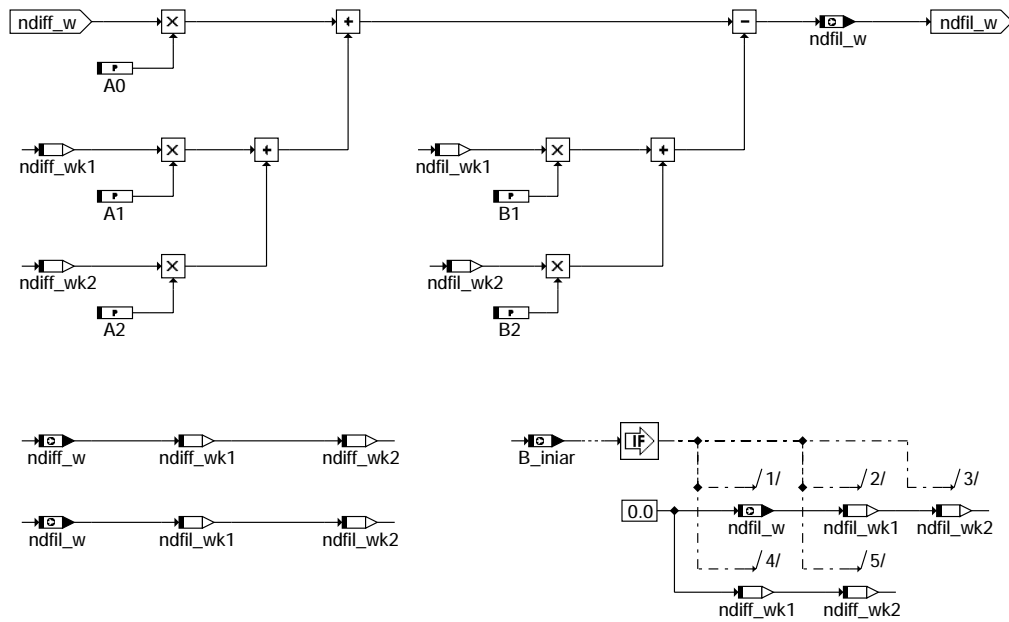 ndiff_w × + − ndfil_w ndfil_w
P
A0
ndiff_wk1 × + ndfil_wk1 × +
P P
A1 B1
ndiff_wk2 × ndfil_wk2 ×
P P
A2 B2
ndiff_w ndiff_wk1 ndiff_wk2 B_iniar IF
/1/ /2/ /3/
0.0
ndfil_w ndfil_wk1 ndfil_wk2 ndfil_w ndfil_wk1 ndfil_wk2
/4/ /5/
ndiff_wk1 ndiff_wk2